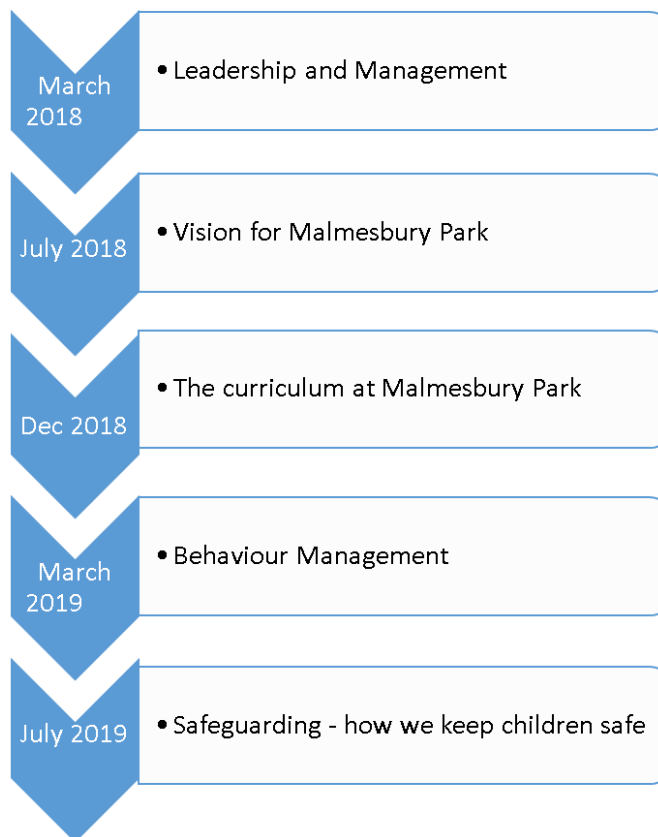 March
2018
• Leadership and Management
July 2018
• Vision for Malmesbury Park
Dec 2018
• The curriculum at Malmesbury Park
March
2019
• Behaviour Management
July 2019
• Safeguarding - how we keep children safe